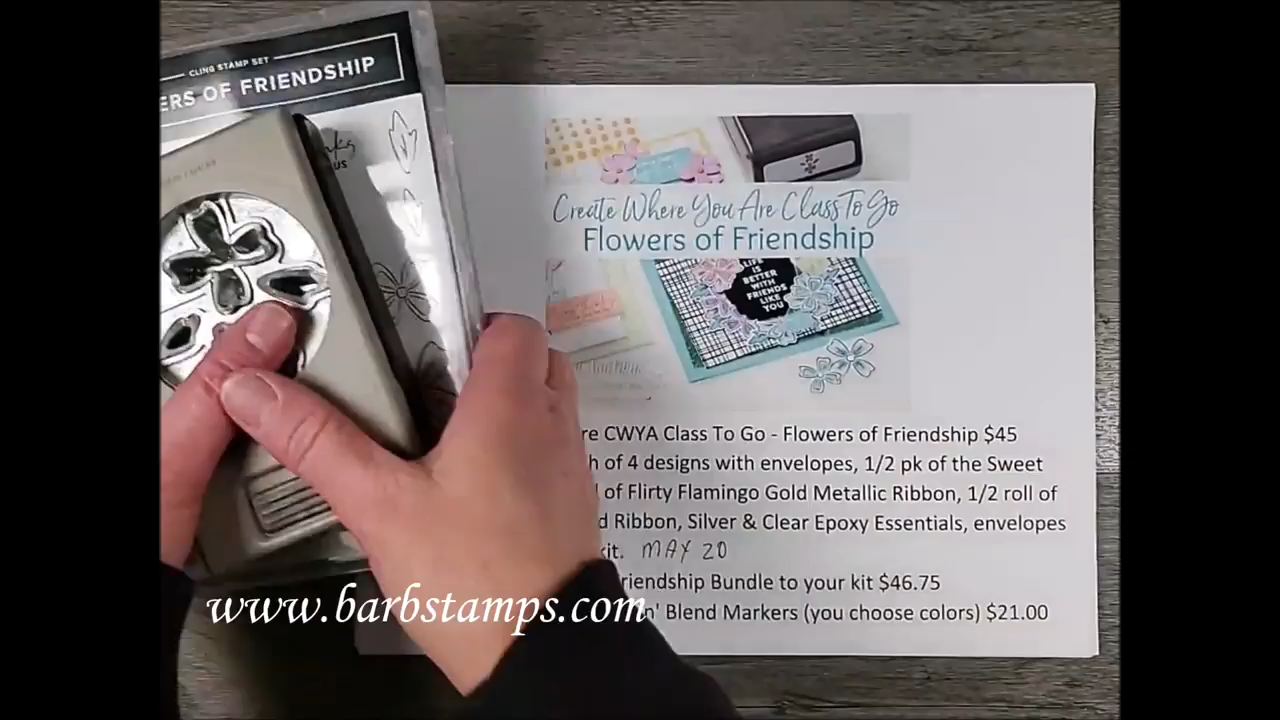 CLING STAMP SET
ERS OF FRIENDSHIP
US
Create Where You Are Class To Go
Flowers of Friendship
LIFE
IS
BETTER
WITH
FRIENDS
LIKE
YOU
re CWYA Class To Go - Flowers of Friendship $45
h of 4 designs with envelopes, 1/2 pk of the Sweet
of Flirty Flamingo Gold Metallic Ribbon, 1/2 roll of
d Ribbon, Silver & Clear Epoxy Essentials, envelopes
kit. MAY 20
riendship Bundle to your kit $46.75
n' Blend Markers (you choose colors) $21.00
www.barbstamps.com